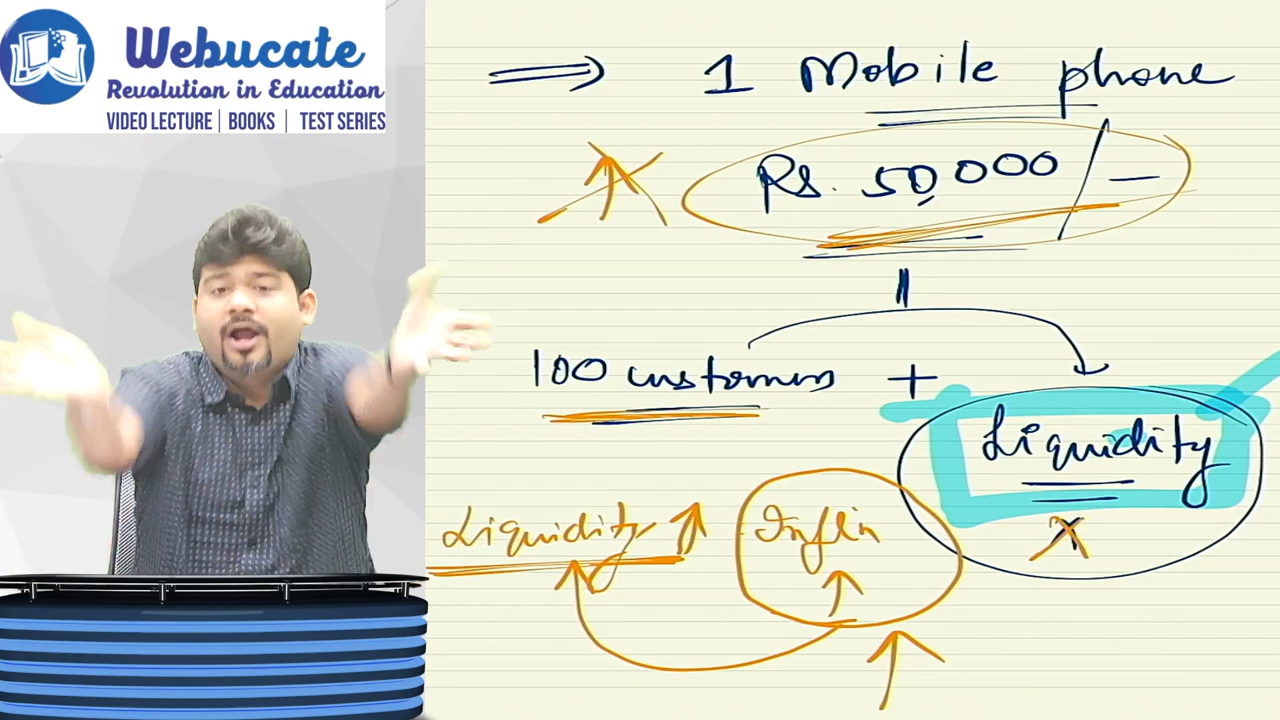 Webucate
Revolution in Education
VIDEO LECTURE | BOOKS | TEST SERIES
⇒ 1 Mobile phone
Rs. 50,000/-
100 customers + Liquidity
Liquidity ↑ Infln ↑